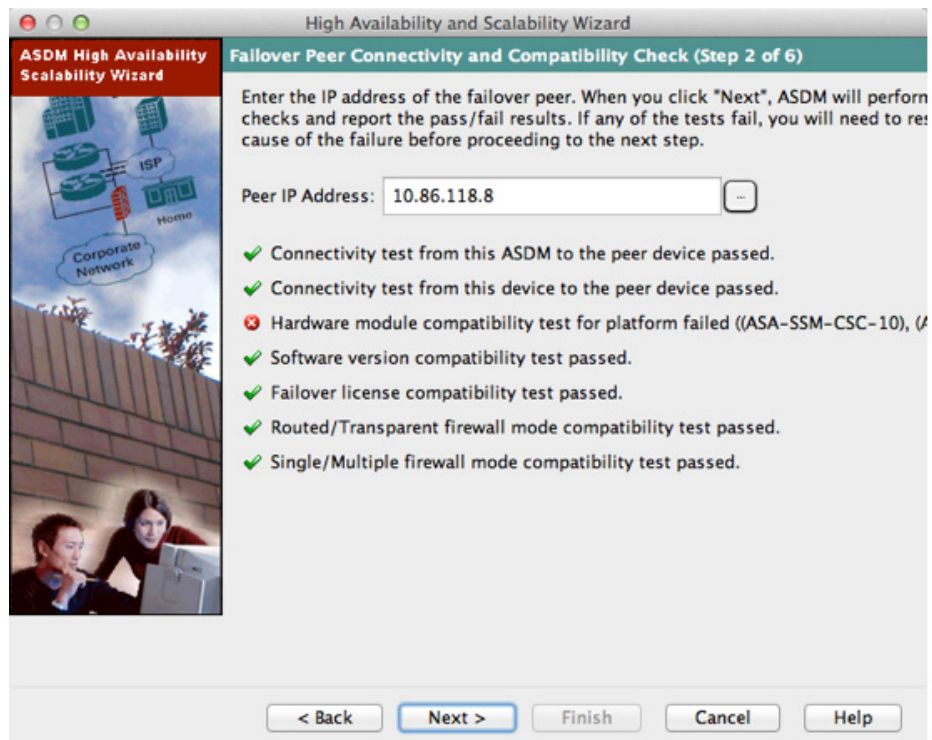 High Availability and Scalability Wizard
ASDM High Availability
Scalability Wizard
Failover Peer Connectivity and Compatibility Check (Step 2 of 6)
Enter the IP address of the failover peer. When you click "Next", ASDM will perform
checks and report the pass/fail results. If any of the tests fail, you will need to res
cause of the failure before proceeding to the next step.
Peer IP Address: 10.86.118.8 ...
ISP
Home
Corporate
Network
Connectivity test from this ASDM to the peer device passed.
Connectivity test from this device to the peer device passed.
Hardware module compatibility test for platform failed ((ASA-SSM-CSC-10), (A
Software version compatibility test passed.
Failover license compatibility test passed.
Routed/Transparent firewall mode compatibility test passed.
Single/Multiple firewall mode compatibility test passed.
< Back Next > Finish Cancel Help